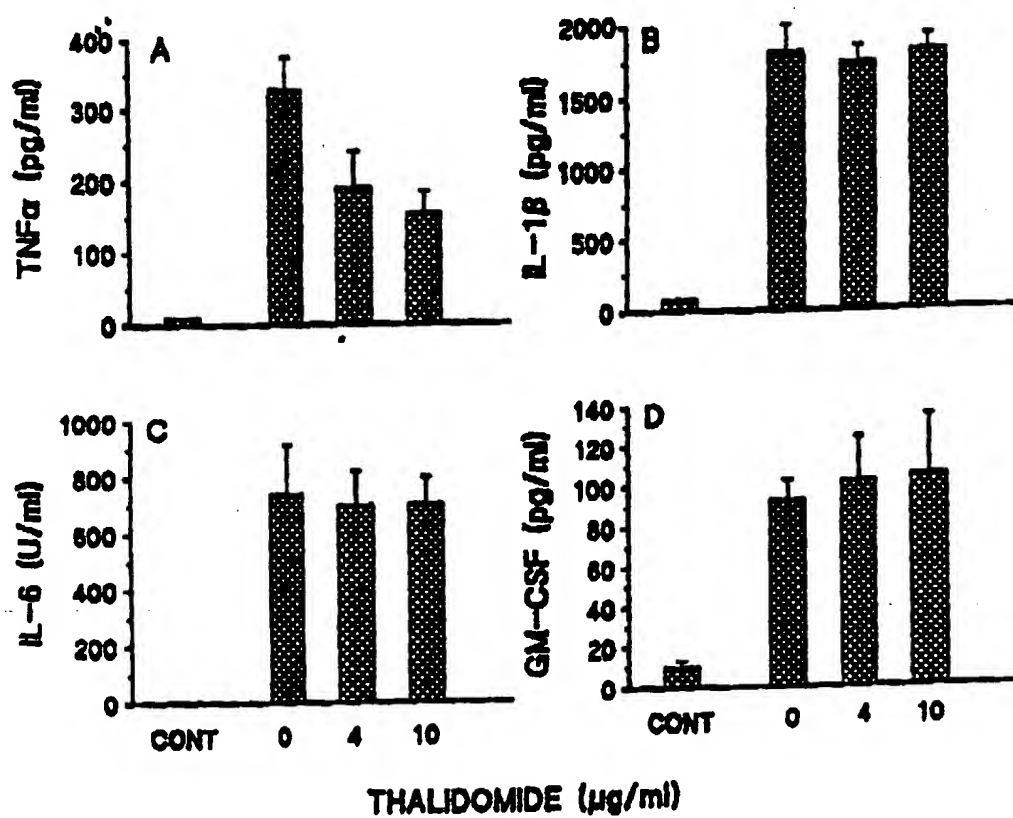 A
TNFα (pg/ml)
400
300
200
100
0
B
IL-1β (pg/ml)
2000
1500
1000
500
0
C
IL-6 (U/ml)
1000
800
600
400
200
0
CONT 0 4 10
D
GM-CSF (pg/ml)
140
120
100
80
60
40
20
0
CONT 0 4 10
THALIDOMIDE (µg/ml)